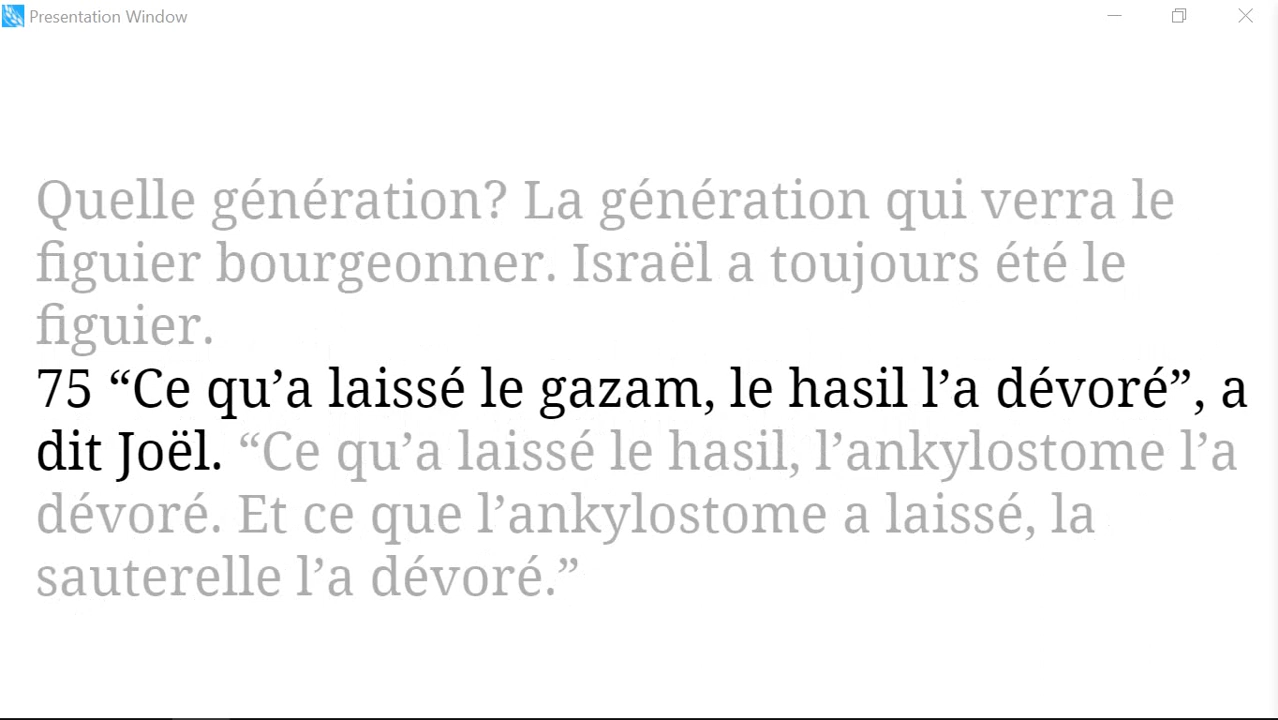 Presentation Window
Quelle génération? La génération qui verra le
figuier bourgeonner. Israël a toujours été le
figuier.
75 “Ce qu’a laissé le gazam, le hasil l’a dévoré”, a
dit Joël. “Ce qu’a laissé le hasil, l’ankylostome l’a
dévoré. Et ce que l’ankylostome a laissé, la
sauterelle l’a dévoré.”